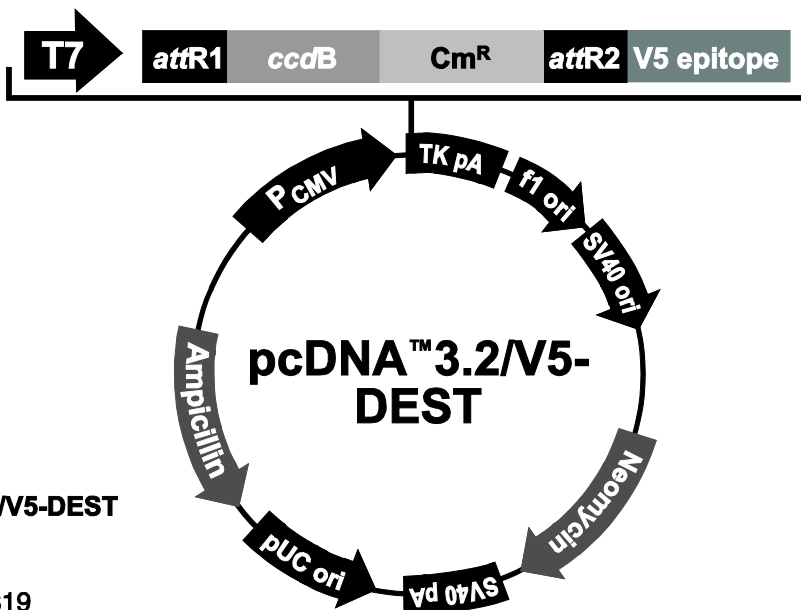 T7
attR1
ccdB
CmR
attR2
V5 epitope
PCMV
TK pA
f1 ori
SV40 ori
Neomycin
SV40 pA
pUC ori
Ampicillin
pcDNA™3.2/V5-
DEST
/V5-DEST